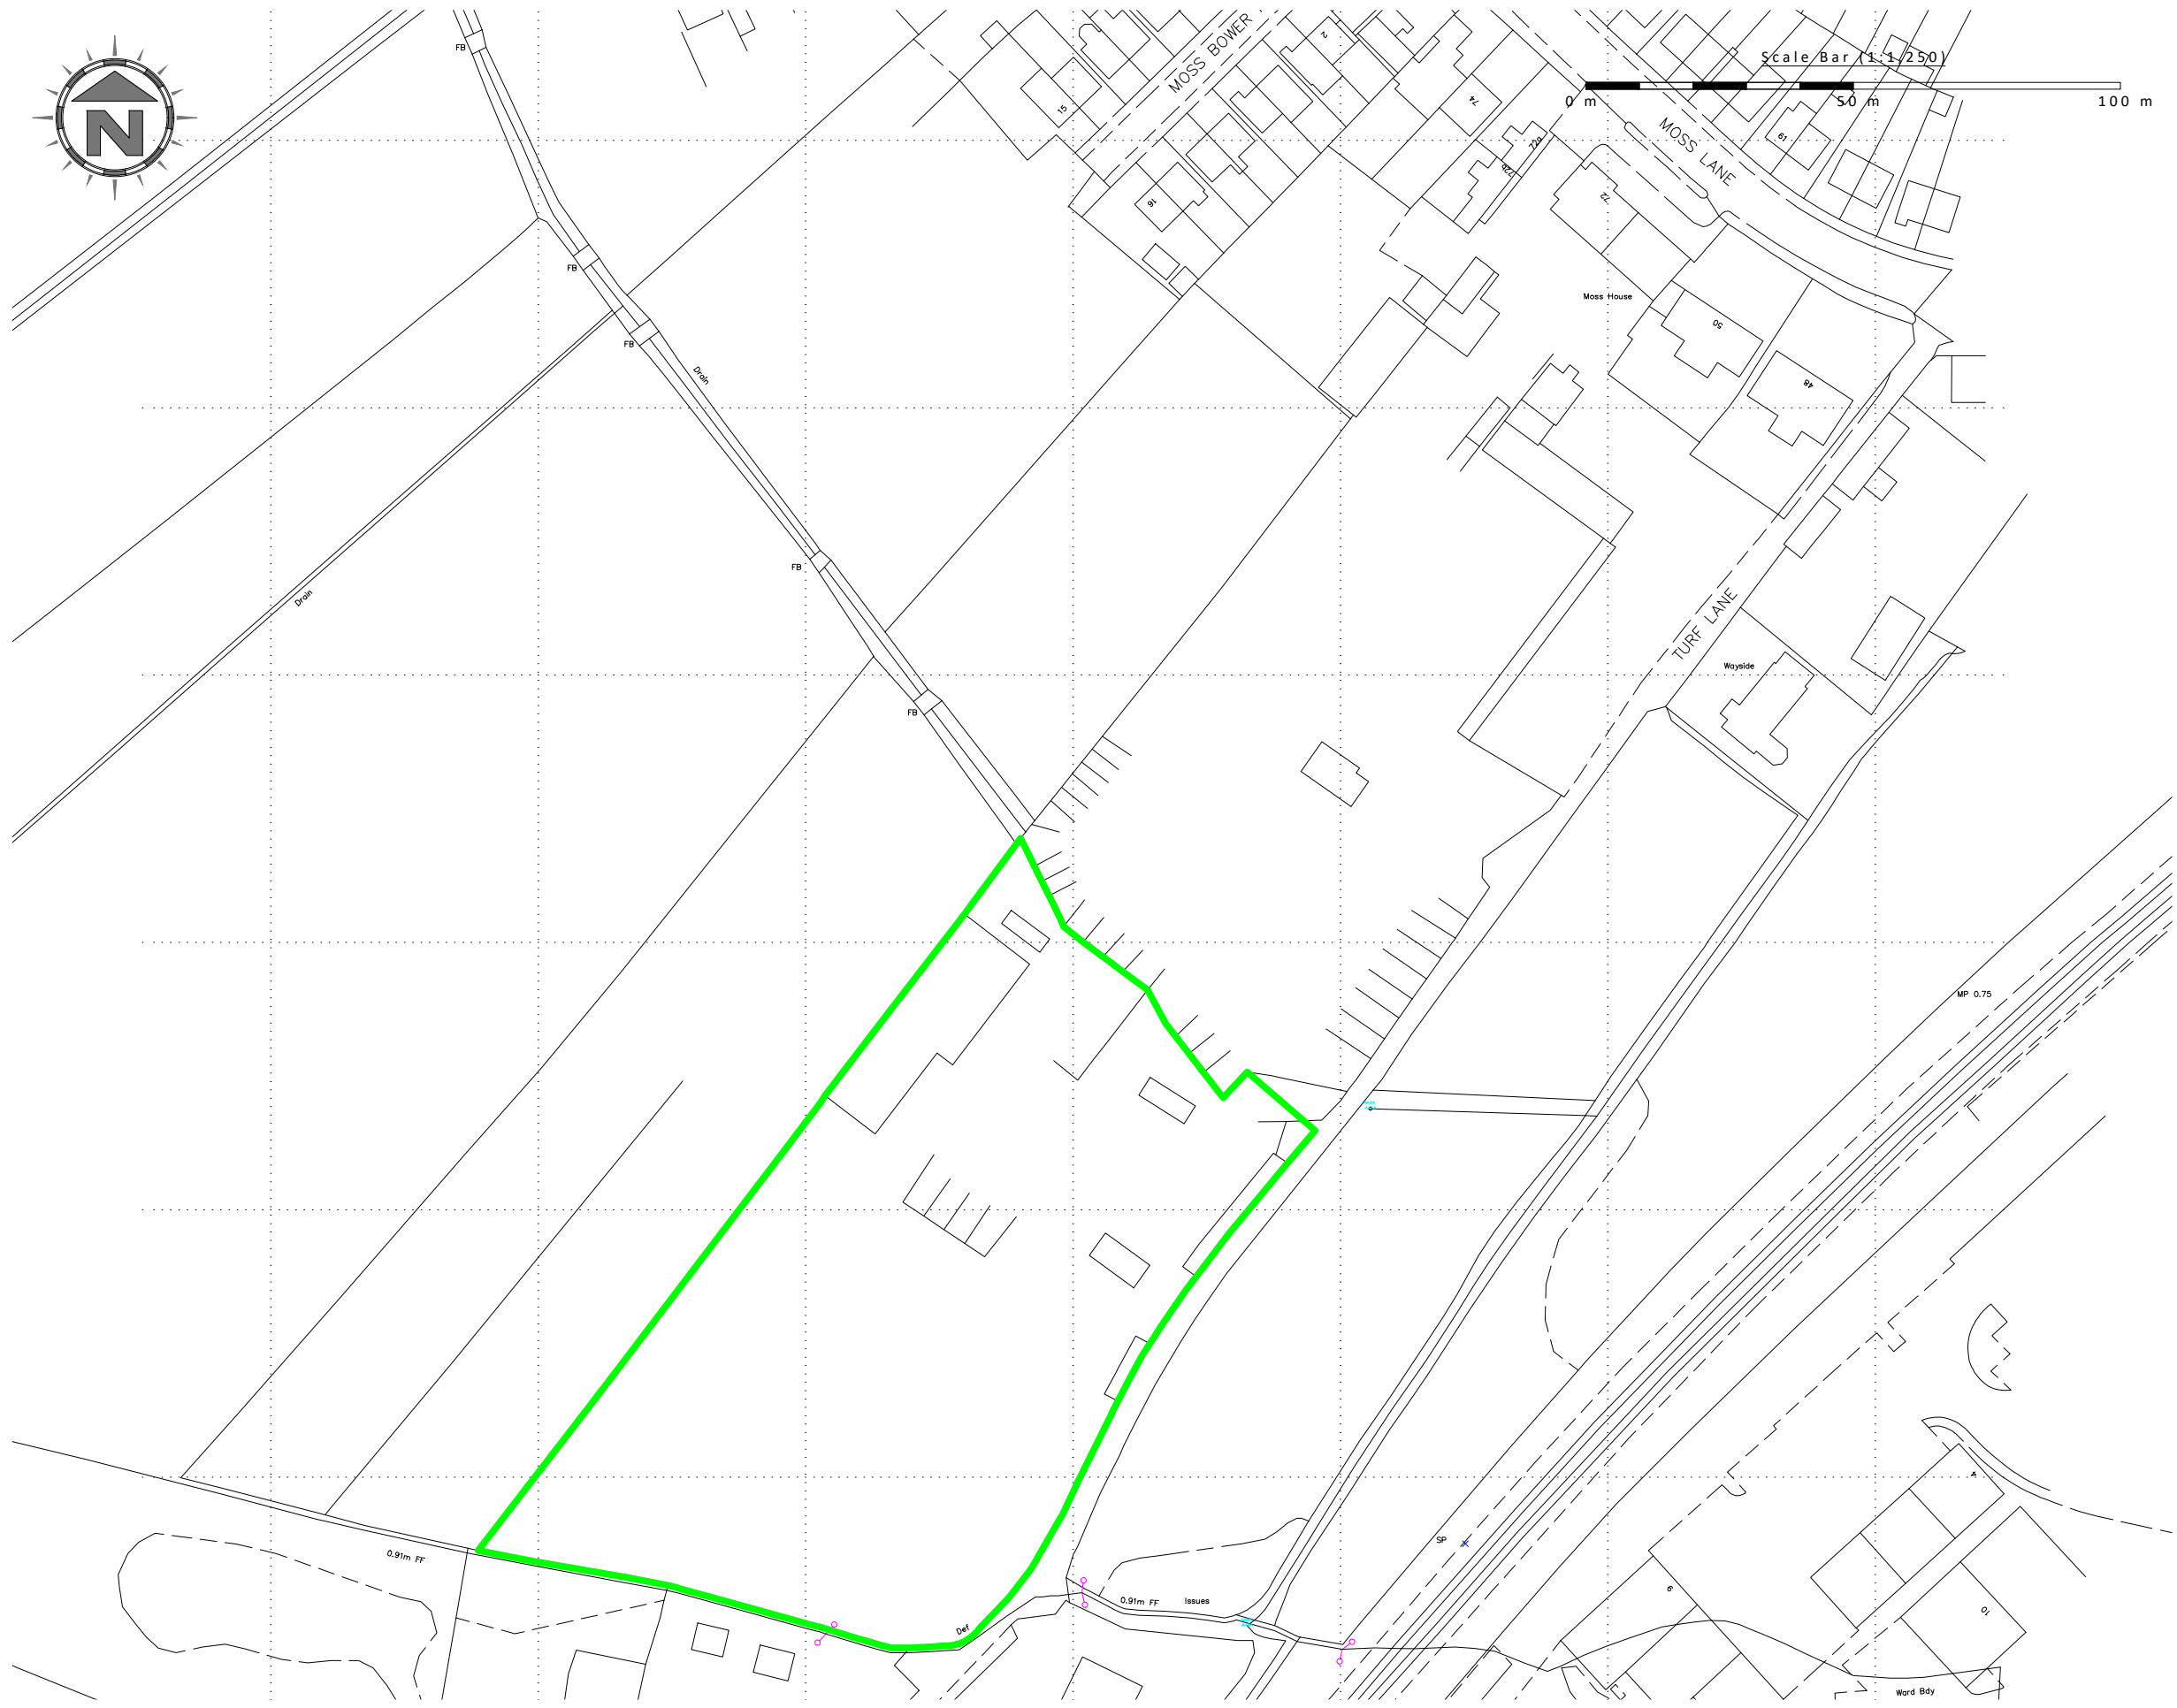 N
FB
MOSS BOWER
15
2
74
Scale Bar (1:1,250)
0 m
50 m
100 m
MOSS LANE
61
72a
72b
72
16
FB
Moss House
50
FB
Drain
48
FB
Drain
TURF LANE
Wayside
FB
MP 0.75
SP
0.91m FF
0.91m FF
Issues
Def
4
9
10
Ward Bdy